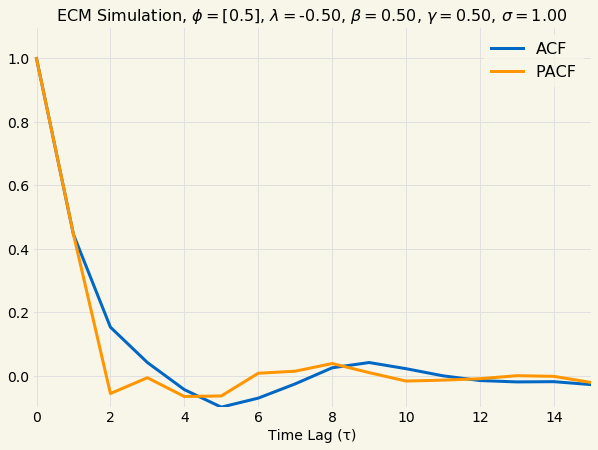 ECM Simulation, ϕ = [0.5], λ = -0.50, β = 0.50, γ = 0.50, σ = 1.00
ACF
PACF
1.0
0.8
0.6
0.4
0.2
0.0
0 2 4 6 8 10 12 14
Time Lag (τ)